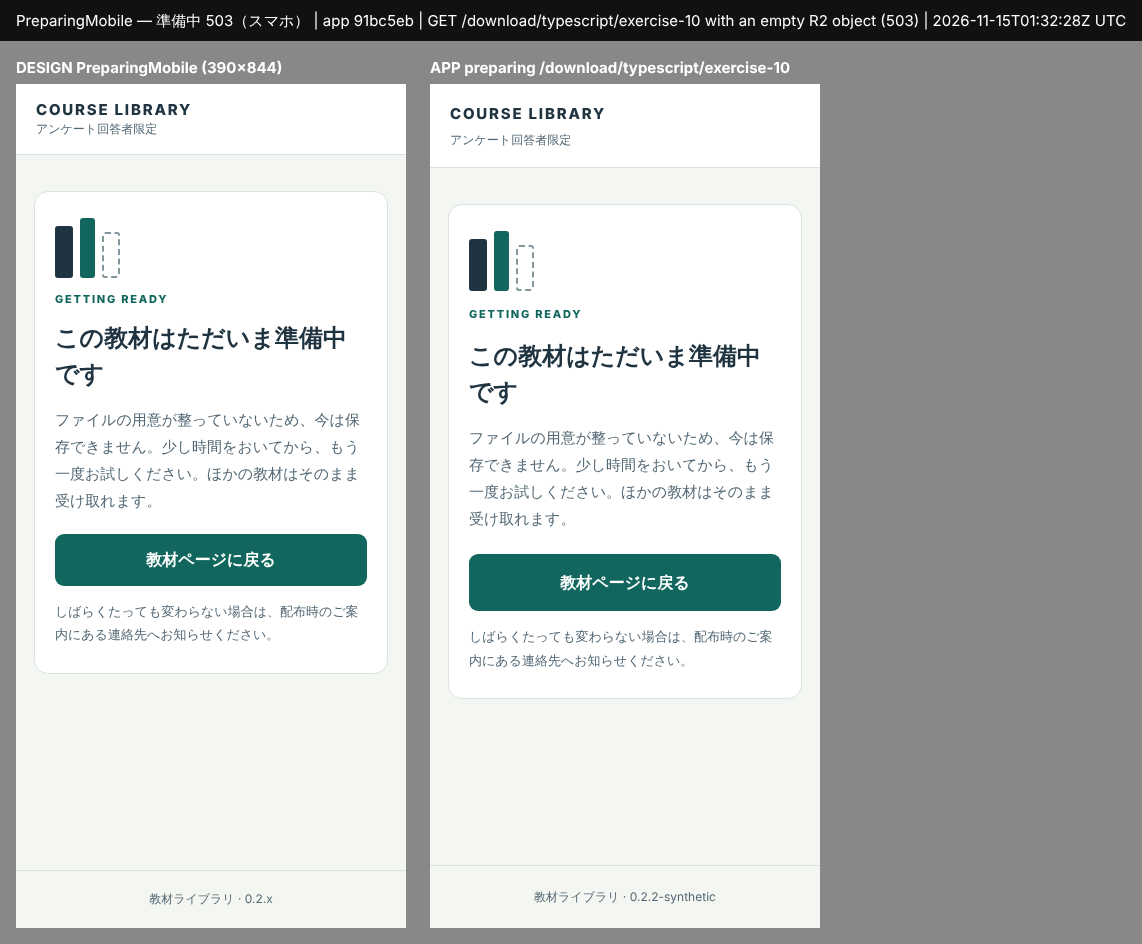 PreparingMobile — 準備中 503（スマホ） | app 91bc5eb | GET /download/typescript/exercise-10 with an empty R2 object (503) | 2026-11-15T01:32:28Z UTC
DESIGN PreparingMobile (390×844)
COURSE LIBRARY
アンケート回答者限定
GETTING READY
この教材はただいま準備中
です
ファイルの用意が整っていないため、今は保
存できません。少し時間をおいてから、もう
一度お試しください。ほかの教材はそのまま
受け取れます。
教材ページに戻る
しばらくたっても変わらない場合は、配布時のご案
内にある連絡先へお知らせください。
教材ライブラリ · 0.2.x
APP preparing /download/typescript/exercise-10
COURSE LIBRARY
アンケート回答者限定
GETTING READY
この教材はただいま準備中
です
ファイルの用意が整っていないため、今は保
存できません。少し時間をおいてから、もう
一度お試しください。ほかの教材はそのまま
受け取れます。
教材ページに戻る
しばらくたっても変わらない場合は、配布時のご案
内にある連絡先へお知らせください。
教材ライブラリ · 0.2.2-synthetic